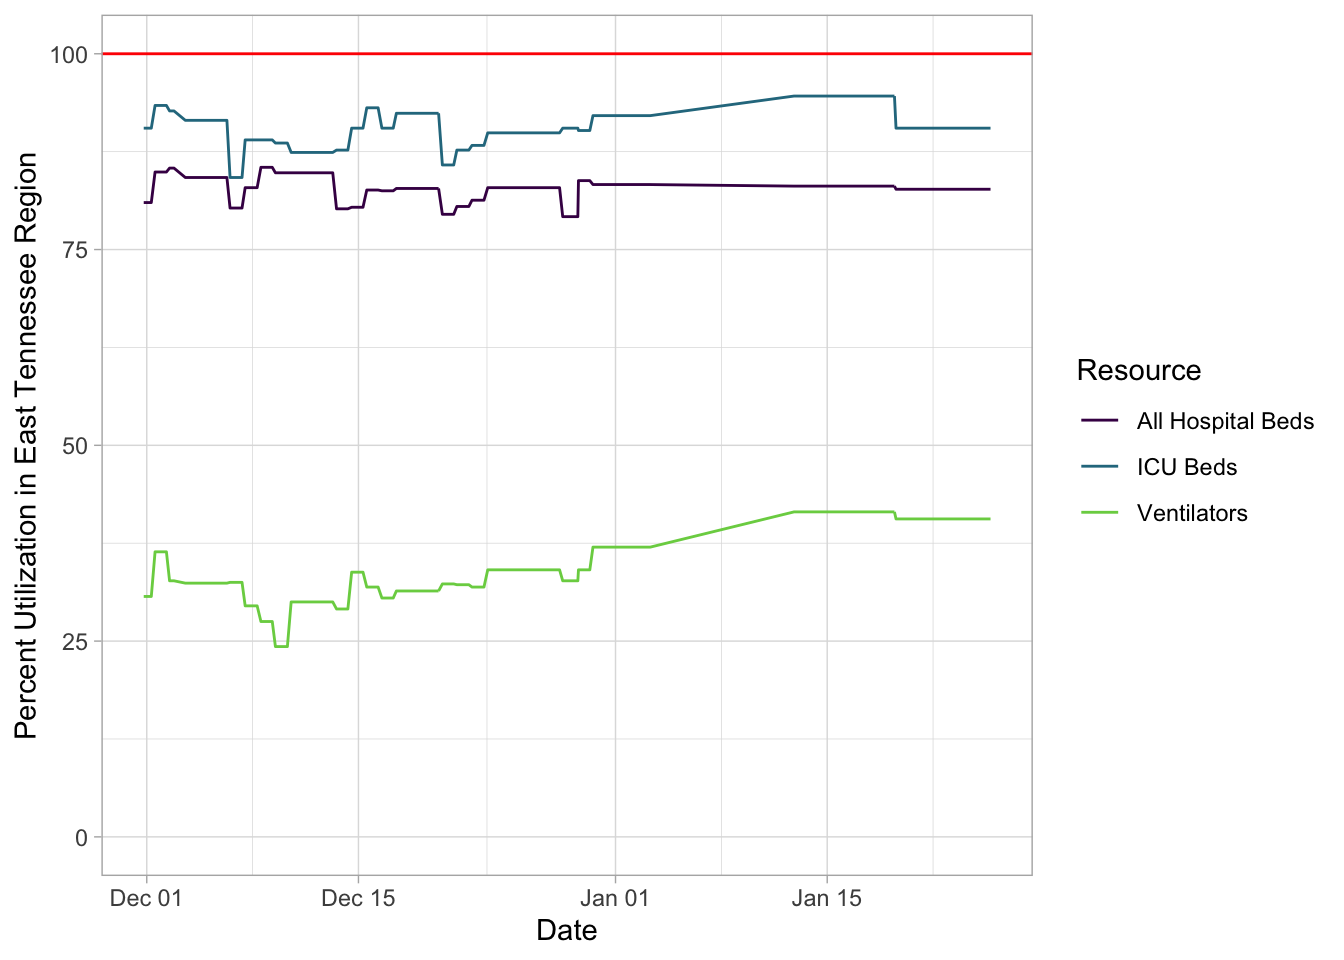 Percent Utilization in East Tennessee Region
100
75
50
25
0
Dec 01
Dec 15
Jan 01
Jan 15
Date
Resource
All Hospital Beds
ICU Beds
Ventilators